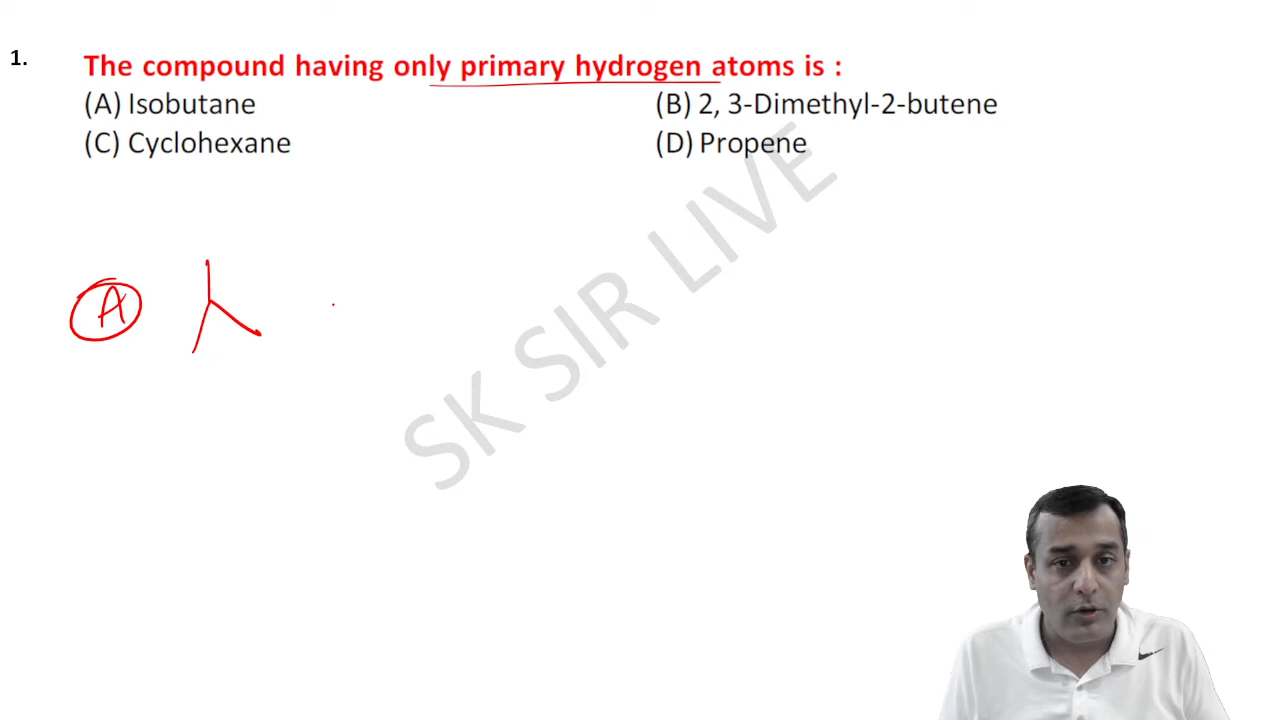 1. The compound having only primary hydrogen atoms is :
(A) Isobutane (B) 2, 3-Dimethyl-2-butene
(C) Cyclohexane (D) Propene
SK SIR LIVE
A